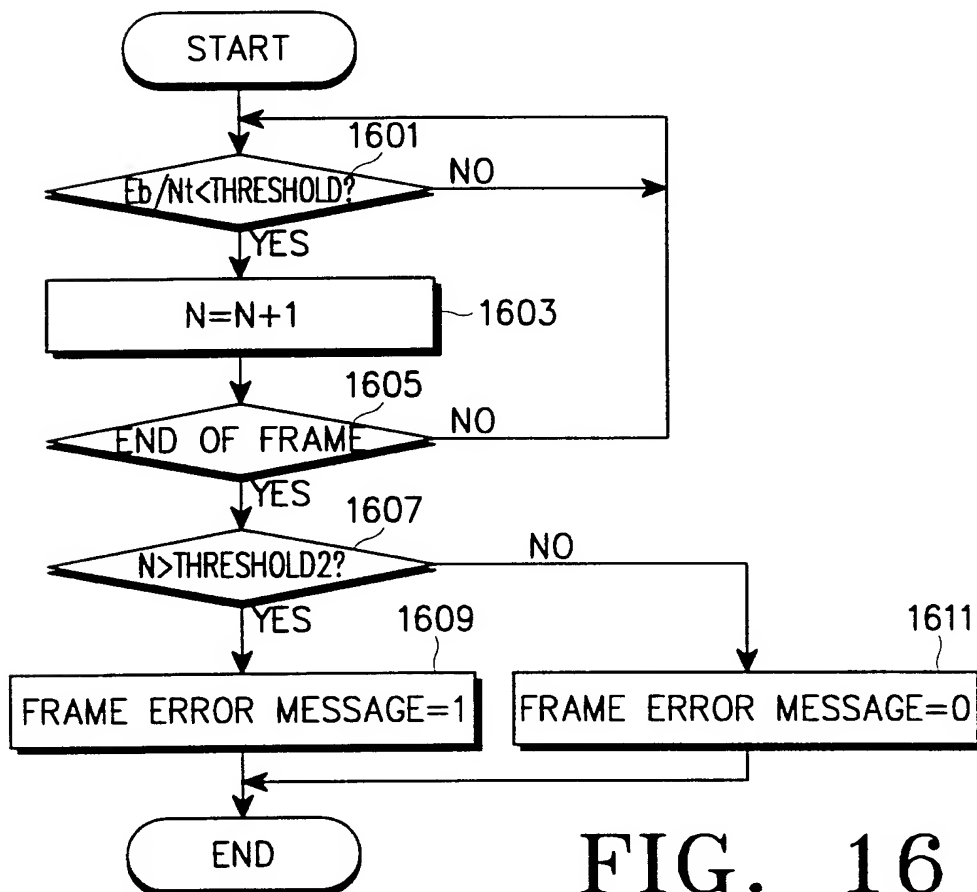 START
1601
Eb/Nt<THRESHOLD?
NO
YES
N=N+1
1603
1605
END OF FRAME
NO
YES
1607
N>THRESHOLD2?
NO
YES
1609
1611
FRAME ERROR MESSAGE=1
FRAME ERROR MESSAGE=0
END
FIG. 16